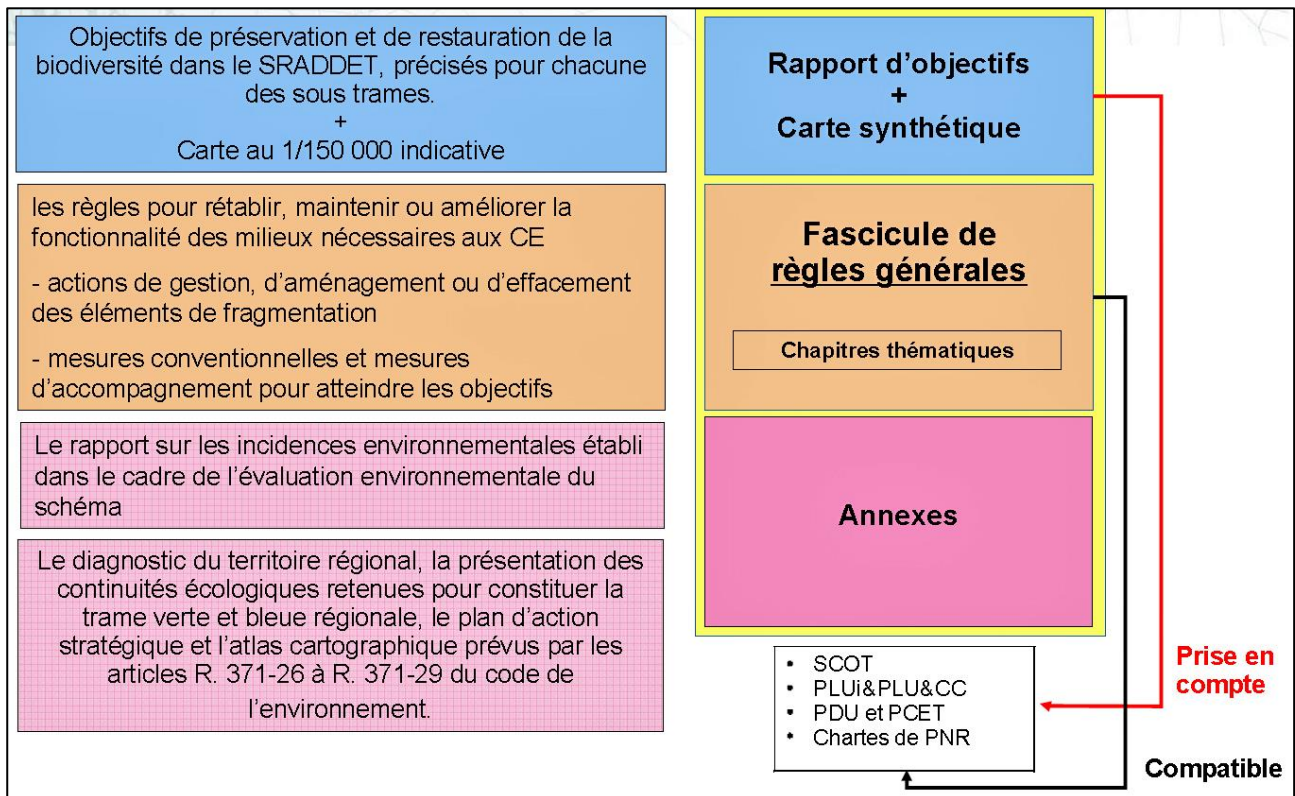 Objectifs de préservation et de restauration de la
biodiversité dans le SRADDET, précisés pour chacune
des sous trames.
+
Carte au 1/150 000 indicative
les règles pour rétablir, maintenir ou améliorer la
fonctionnalité des milieux nécessaires aux CE
- actions de gestion, d’aménagement ou d’effacement
des éléments de fragmentation
- mesures conventionnelles et mesures
d’accompagnement pour atteindre les objectifs
Le rapport sur les incidences environnementales établi
dans le cadre de l’évaluation environnementale du
schéma
Le diagnostic du territoire régional, la présentation des
continuités écologiques retenues pour constituer la
trame verte et bleue régionale, le plan d’action
stratégique et l’atlas cartographique prévus par les
articles R. 371-26 à R. 371-29 du code de
l’environnement.
Rapport d’objectifs
+
Carte synthétique
Fascicule de
règles générales
Chapitres thématiques
Annexes
• SCOT
• PLUi&PLU&CC
• PDU et PCET
• Chartes de PNR
Prise en
compte
Compatible